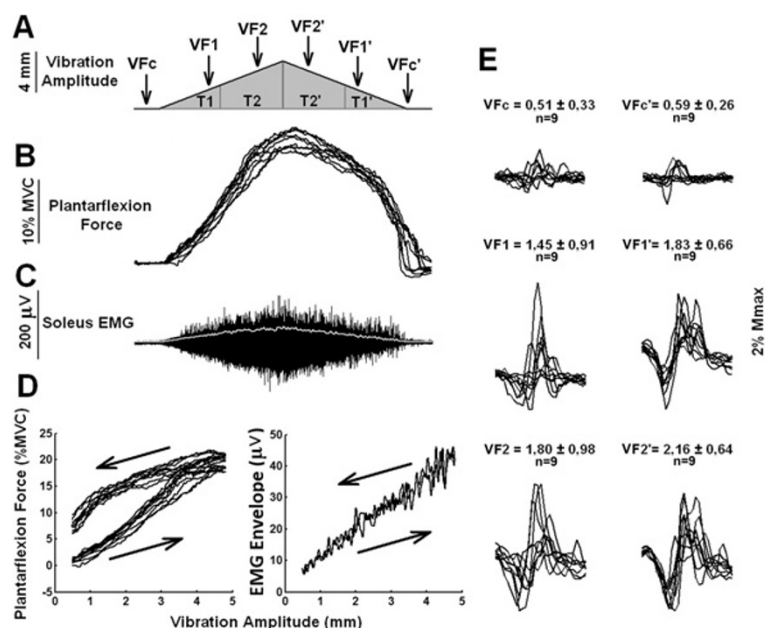 A
4 mm
Vibration
Amplitude
VFc
VF1
VF2
VF2'
VF1'
VFc'
T1
T2
T2'
T1'
B
10% MVC
Plantarflexion
Force
C
200 µV
Soleus EMG
D
Plantarflexion Force (%MVC)
25
20
15
10
5
0
0
1
2
3
4
5
EMG Envelope (µV)
50
40
30
20
10
0
0
1
2
3
4
5
Vibration Amplitude (mm)
E
VFc = 0,51 ± 0,33
n=9
VFc'= 0,59 ± 0,26
n=9
VF1 = 1,45 ± 0,91
n=9
VF1'= 1,83 ± 0,66
n=9
2% Mmax
VF2 = 1,80 ± 0,98
n=9
VF2'= 2,16 ± 0,64
n=9